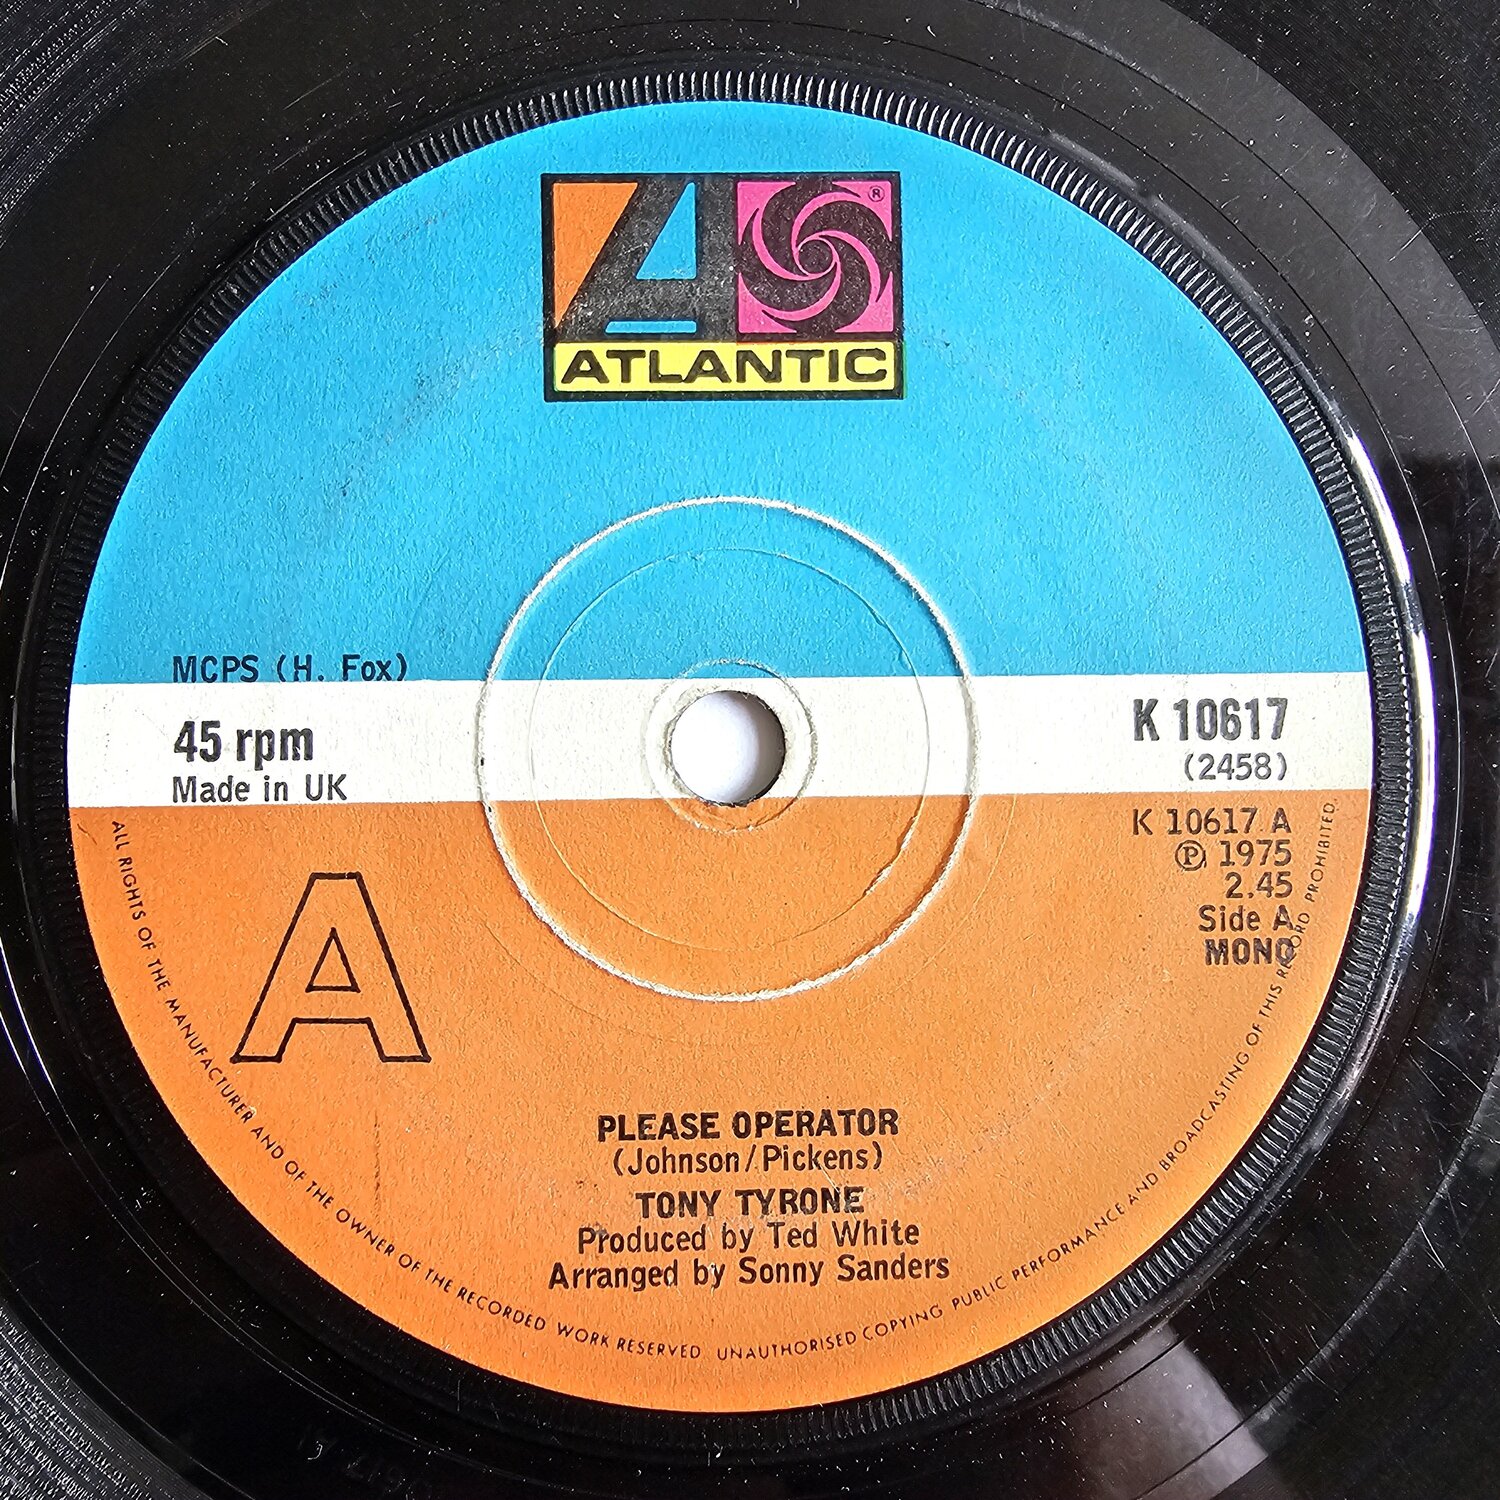 ®
ATLANTIC
MCPS (H. Fox)
45 rpm
Made in UK
K 10617
(2458)
K 10617 A
Ⓟ 1975
2.45
Side A
MONO
A
PLEASE OPERATOR
(Johnson/Pickens)
TONY TYRONE
Produced by Ted White
Arranged by Sonny Sanders
ALL RIGHTS OF THE MANUFACTURER AND OF THE OWNER OF THE RECORDED WORK RESERVED UNAUTHORISED COPYING PUBLIC PERFORMANCE AND BROADCASTING OF THIS RECORD PROHIBITED.